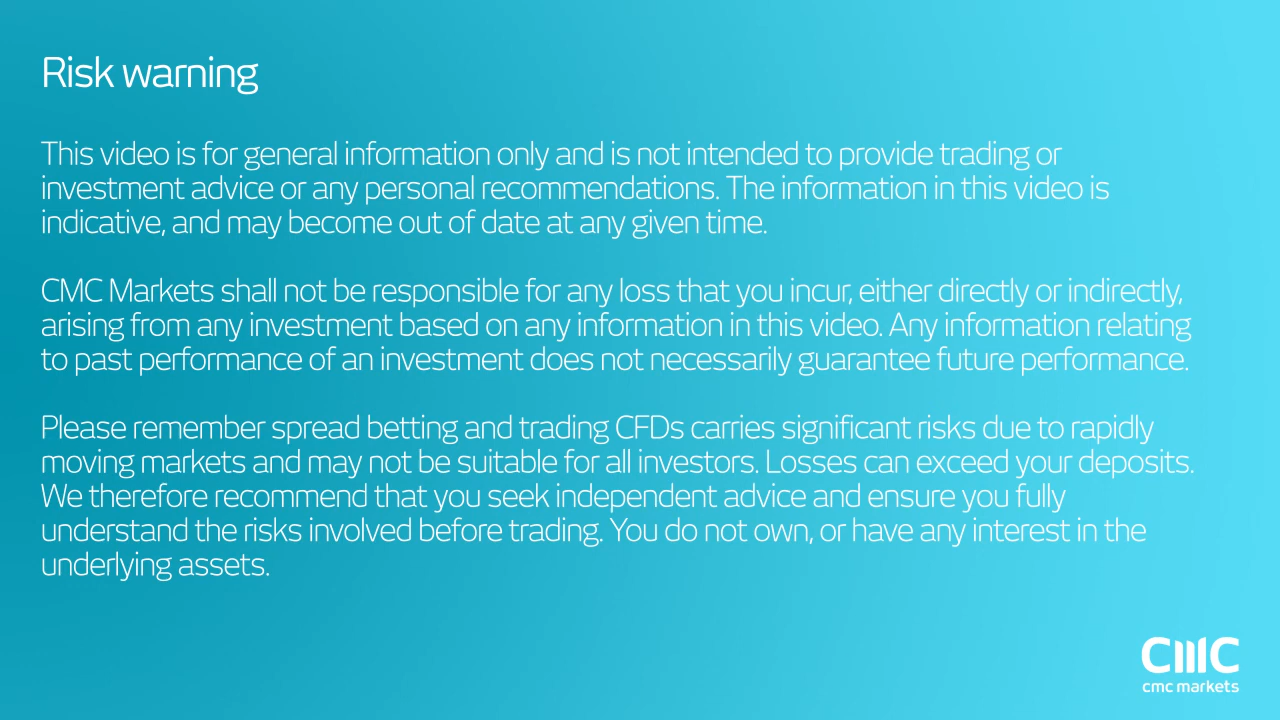 Risk warning
This video is for general information only and is not intended to provide trading or
investment advice or any personal recommendations. The information in this video is
indicative, and may become out of date at any given time.
CMC Markets shall not be responsible for any loss that you incur, either directly or indirectly,
arising from any investment based on any information in this video. Any information relating
to past performance of an investment does not necessarily guarantee future performance.
Please remember spread betting and trading CFDs carries significant risks due to rapidly
moving markets and may not be suitable for all investors. Losses can exceed your deposits.
We therefore recommend that you seek independent advice and ensure you fully
understand the risks involved before trading. You do not own, or have any interest in the
underlying assets.
CMC
cmc markets